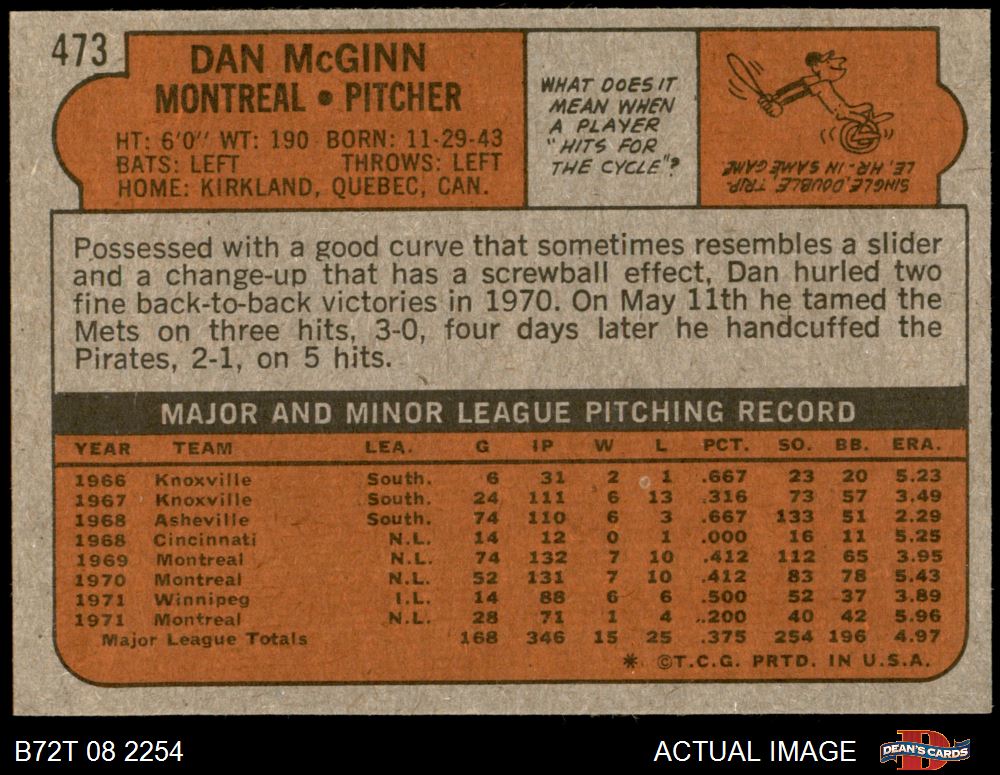 473
DAN McGINN
MONTREAL • PITCHER
HT: 6'0" WT: 190 BORN: 11-29-43
BATS: LEFT THROWS: LEFT
HOME: KIRKLAND, QUEBEC, CAN.
WHAT DOES IT
MEAN WHEN
A PLAYER
"HITS FOR
THE CYCLE"?
SINGLE, DOUBLE, TRIP-
LE, HR - IN SAME GAME
Possessed with a good curve that sometimes resembles a slider
and a change-up that has a screwball effect, Dan hurled two
fine back-to-back victories in 1970. On May 11th he tamed the
Mets on three hits, 3-0, four days later he handcuffed the
Pirates, 2-1, on 5 hits.
MAJOR AND MINOR LEAGUE PITCHING RECORD
YEAR TEAM LEA. G IP W L PCT. SO. BB. ERA.
1966 Knoxville South. 6 31 2 1 .667 23 20 5.23
1967 Knoxville South. 24 111 6 13 .316 73 57 3.49
1968 Asheville South. 74 110 6 3 .667 133 51 2.29
1968 Cincinnati N.L. 14 12 0 1 .000 16 11 5.25
1969 Montreal N.L. 74 132 7 10 .412 112 65 3.95
1970 Montreal N.L. 52 131 7 10 .412 83 78 5.43
1971 Winnipeg I.L. 14 88 6 6 .500 52 37 3.89
1971 Montreal N.L. 28 71 1 4 .200 40 42 5.96
Major League Totals 168 346 15 25 .375 254 196 4.97
* ©T.C.G. PRTD. IN U.S.A.
B72T 08 2254
ACTUAL IMAGE
D
DEAN'S CARDS